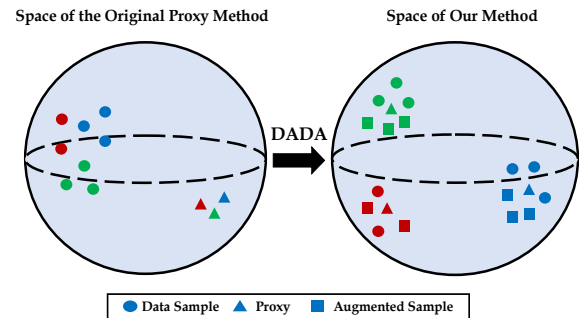 Space of the Original Proxy Method
Space of Our Method
DADA
Data Sample
Proxy
Augmented Sample